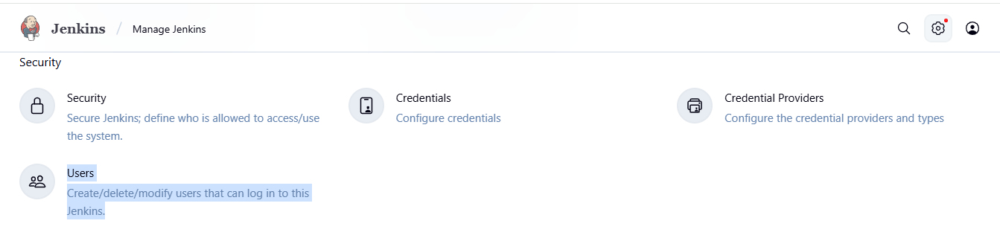 Jenkins / Manage Jenkins
Security
Security
Secure Jenkins; define who is allowed to access/use
the system.
Credentials
Configure credentials
Credential Providers
Configure the credential providers and types
Users
Create/delete/modify users that can log in to this
Jenkins.